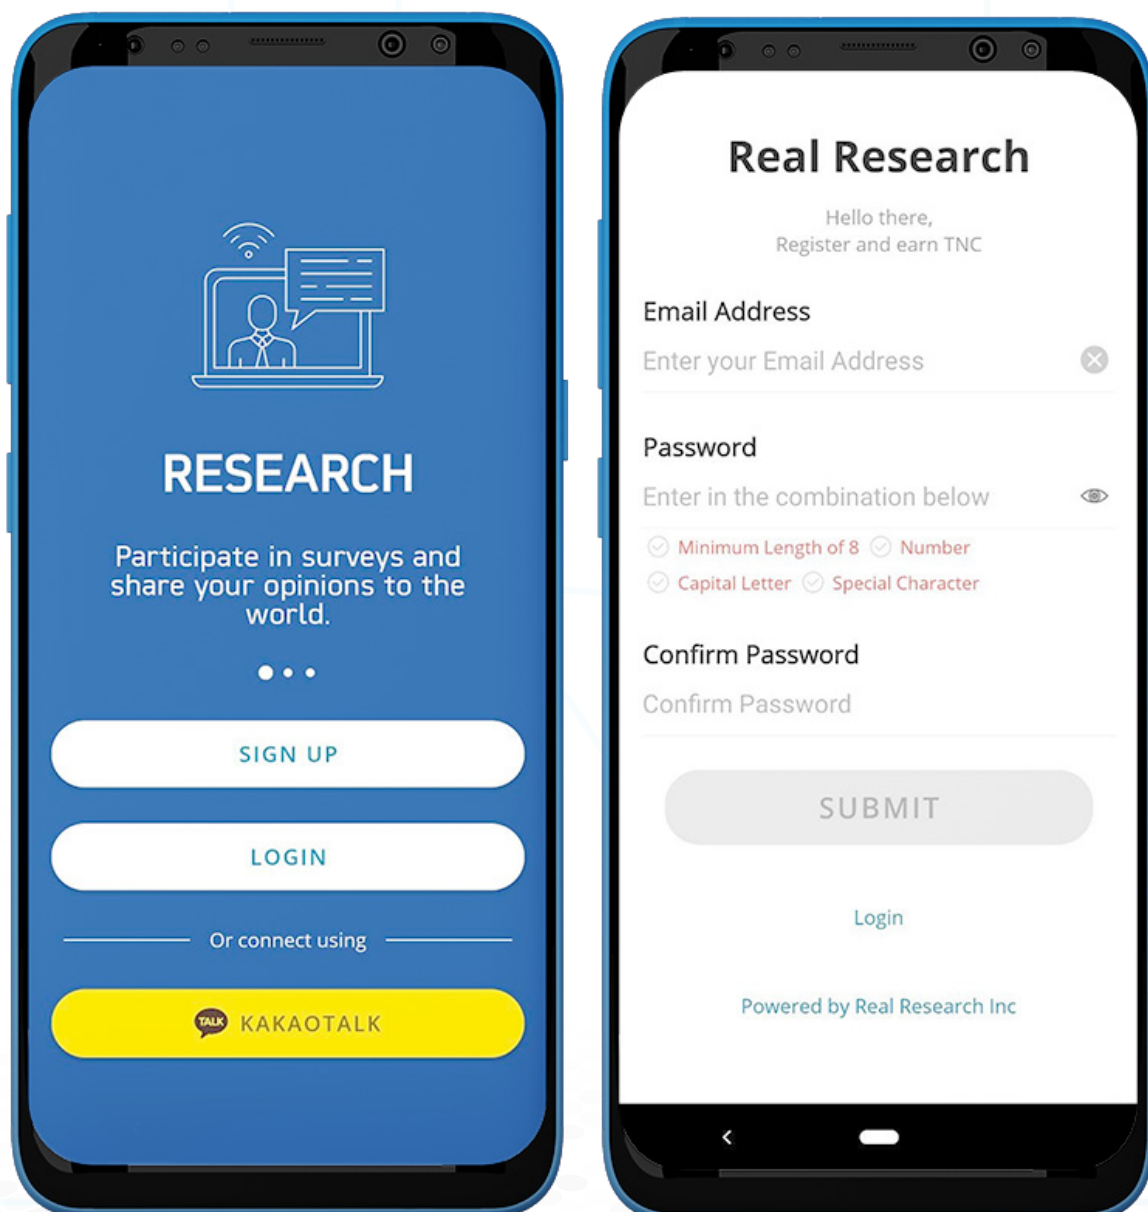 RESEARCH
Participate in surveys and
share your opinions to the
world.
SIGN UP
LOGIN
Or connect using
TALK KAKAOTALK
Real Research
Hello there,
Register and earn TNC
Email Address
Enter your Email Address
Password
Enter in the combination below
Minimum Length of 8 Number
Capital Letter Special Character
Confirm Password
Confirm Password
SUBMIT
Login
Powered by Real Research Inc